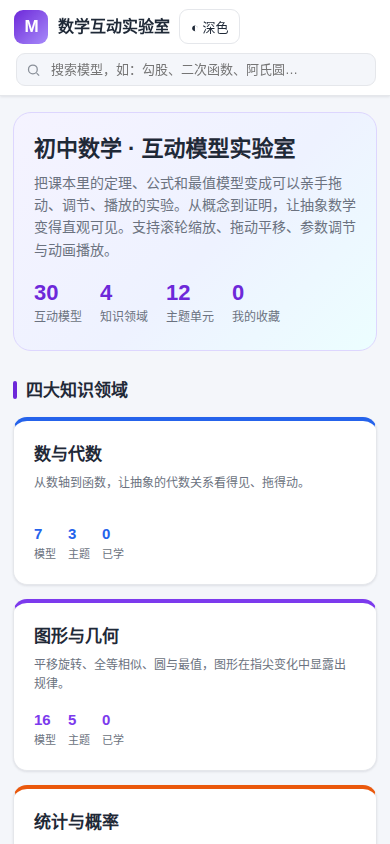 M 数学互动实验室 深色
搜索模型，如：勾股、二次函数、阿氏圆…
初中数学 · 互动模型实验室
把课本里的定理、公式和最值模型变成可以亲手拖
动、调节、播放的实验。从概念到证明，让抽象数学
变得直观可见。支持滚轮缩放、拖动平移、参数调节
与动画播放。
30 4 12 0
互动模型 知识领域 主题单元 我的收藏
四大知识领域
数与代数
从数轴到函数，让抽象的代数关系看得见、拖得动。
7 3 0
模型 主题 已学
图形与几何
平移旋转、全等相似、圆与最值，图形在指尖变化中显露出
规律。
16 5 0
模型 主题 已学
统计与概率